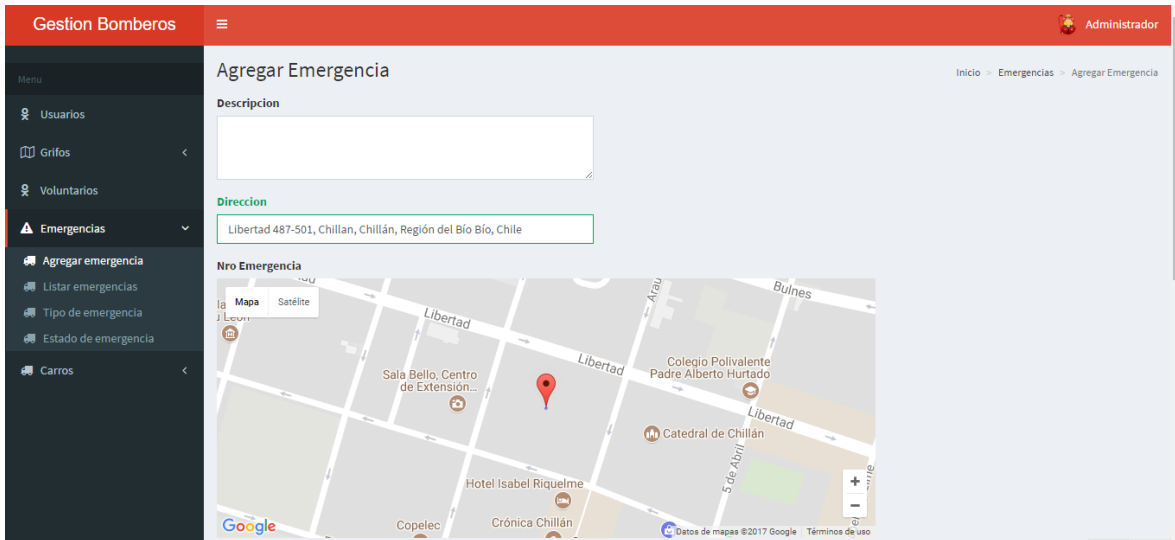 Gestion Bomberos
Administrador
Menu
Usuarios
Grifos
Voluntarios
Emergencias
Agregar emergencia
Listar emergencias
Tipo de emergencia
Estado de emergencia
Carros
Agregar Emergencia
Inicio > Emergencias > Agregar Emergencia
Descripcion
Direccion
Libertad 487-501, Chillan, Chillán, Región del Bío Bío, Chile
Nro Emergencia
Mapa
Satélite
Bulnes
Arau
Libertad
Libertad
Colegio Polivalente
Padre Alberto Hurtado
Sala Bello, Centro
de Extensión...
Libertad
Catedral de Chillán
5 de Abril
Hotel Isabel Riquelme
Copelec
Crónica Chillán
Google
Datos de mapas ©2017 Google
Términos de uso